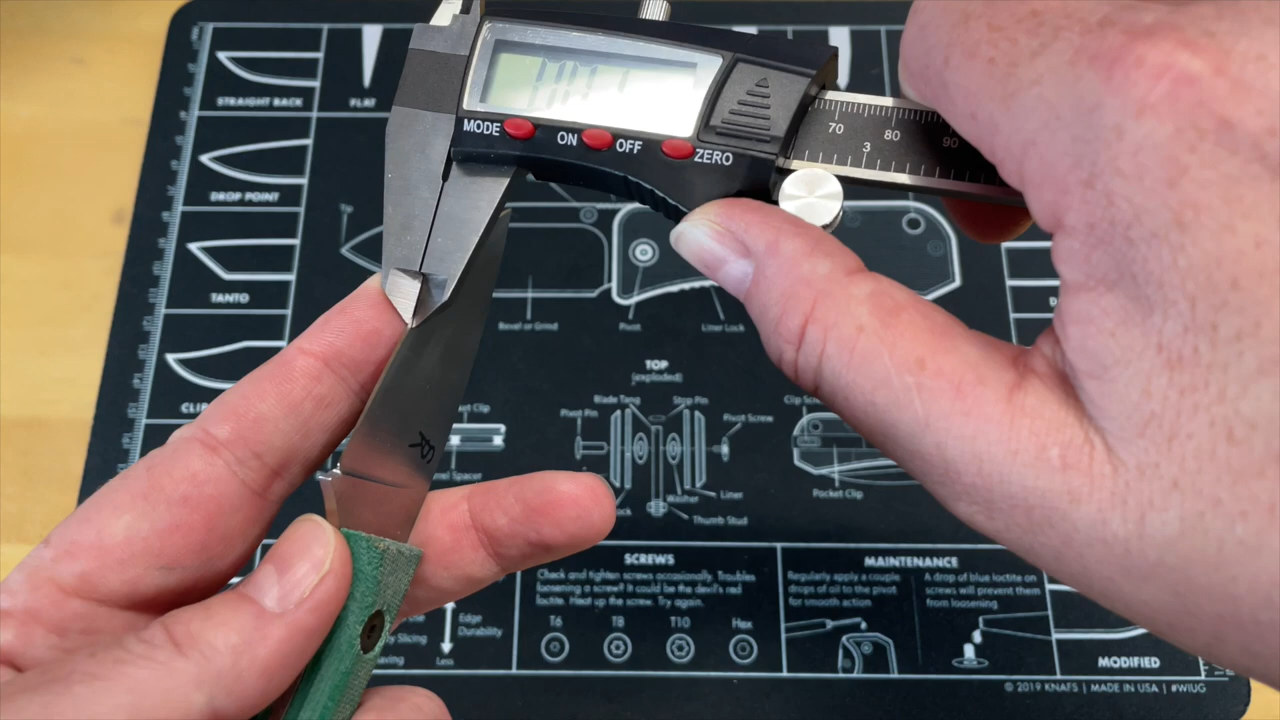 STRAIGHT BACK
FLAT
DROP POINT
TANTO
MODE
ON
OFF
ZERO
70
80
90
3
Bevel or Grind
Pivot
Liner Lock
TOP
(exploded)
Blade Tang
Stop Pin
Pivot Pin
Pivot Screw
Washer
Liner
Thumb Stud
Pocket Clip
Edge
Durability
Less
SCREWS
Check and tighten screws occasionally. Troubles
loosening a screw? It could be the devil's red
loctite. Heat up the screw. Try again.
T6
T8
T10
Hex
MAINTENANCE
Regularly apply a couple
drops of oil to the pivot
for smooth action
A drop of blue loctite on
screws will prevent them
from loosening
MODIFIED
© 2019 KNAFS | MADE IN USA | #WIUG